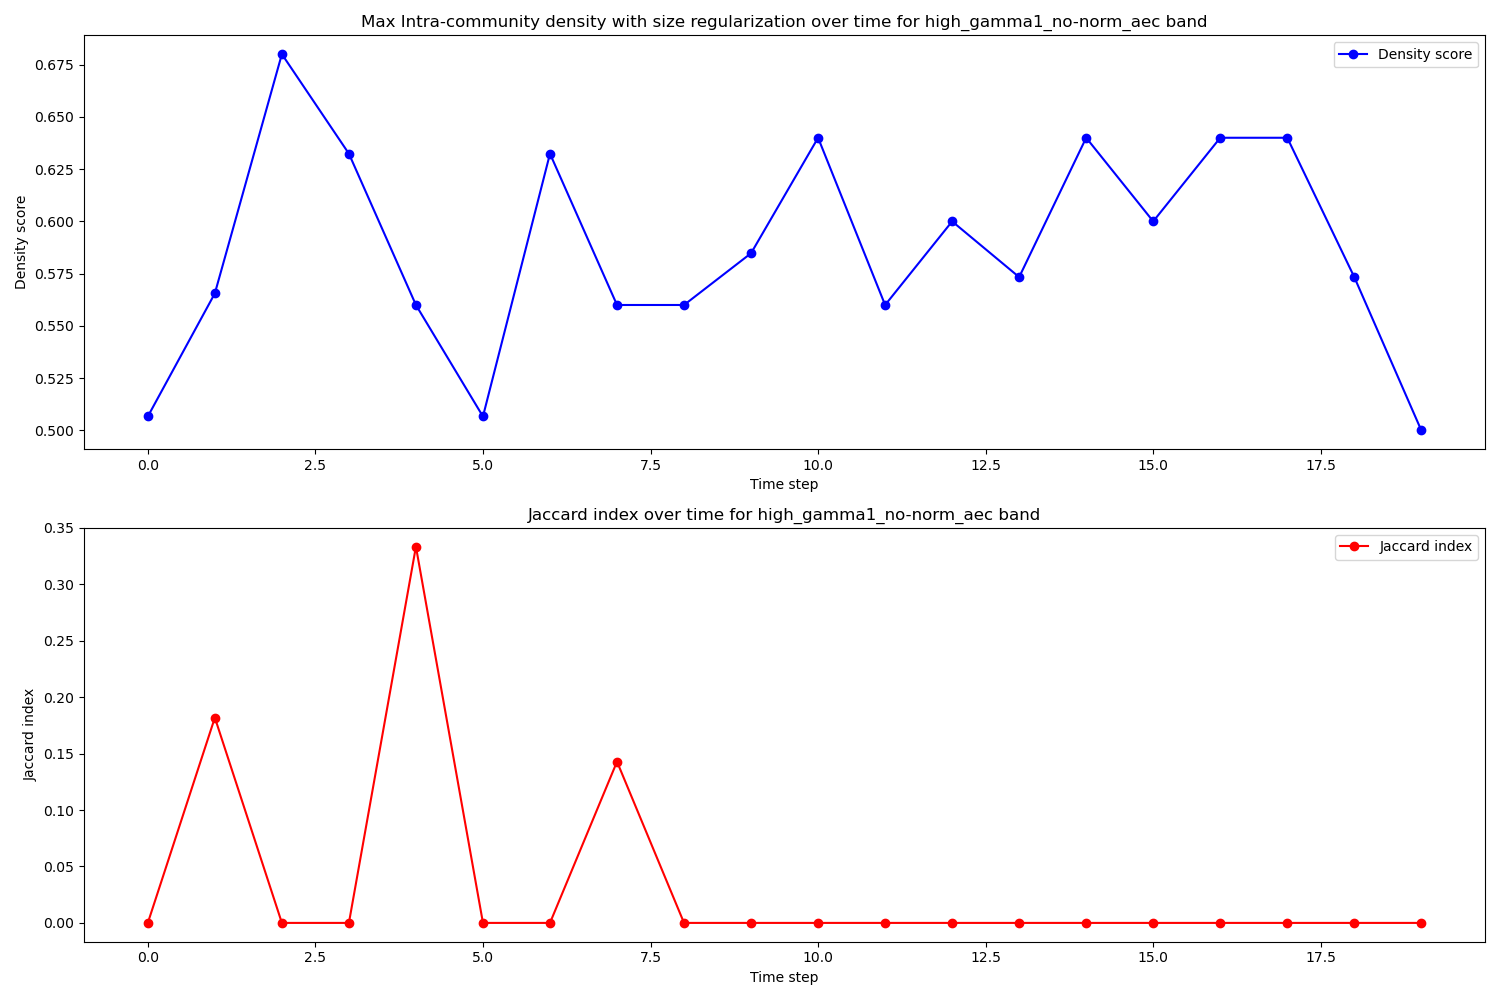 Max Intra-community density with size regularization over time for high_gamma1_no-norm_aec band
Density score
0.675
0.650
0.625
0.600
0.575
0.550
0.525
0.500
Density score
0.0 2.5 5.0 7.5 10.0 12.5 15.0 17.5
Time step
Jaccard index over time for high_gamma1_no-norm_aec band
Jaccard index
0.35
0.30
0.25
0.20
0.15
0.10
0.05
0.00
Jaccard index
0.0 2.5 5.0 7.5 10.0 12.5 15.0 17.5
Time step